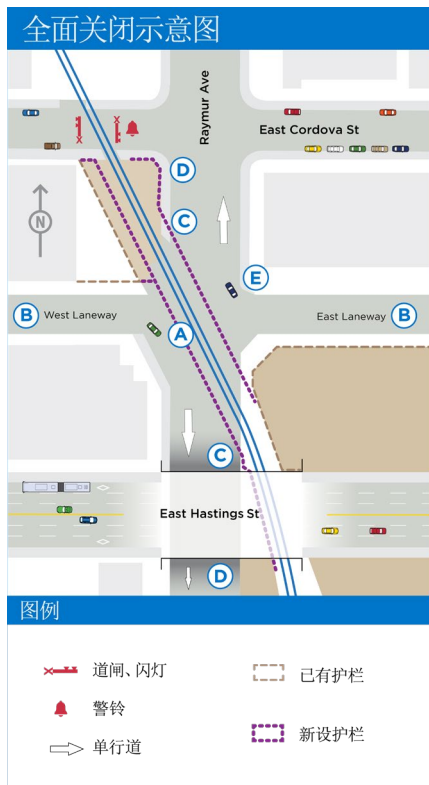 全面关闭示意图
Raymur Ave
East Cordova St
D
C
N
E
B West Laneway
East Laneway B
A
C
East Hastings St
D
图例
道闸、闪灯
已有护栏
警铃
新设护栏
单行道